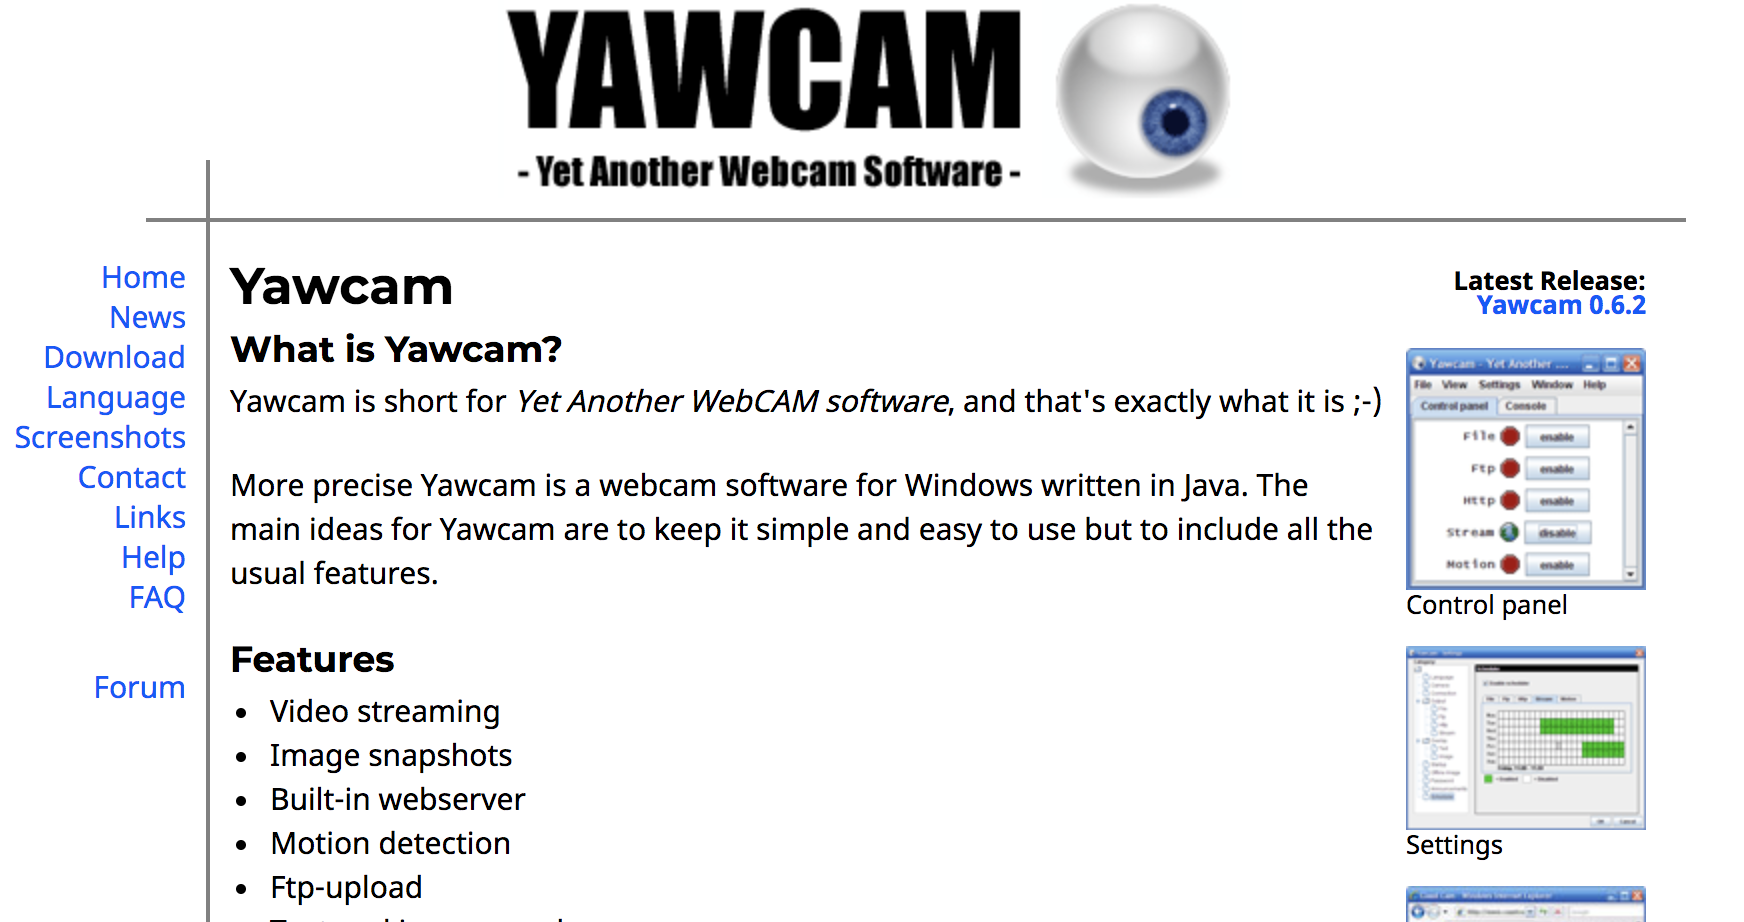 YAWCAM
- Yet Another Webcam Software -
Home
News
Download
Language
Screenshots
Contact
Links
Help
FAQ
Forum
Yawcam
What is Yawcam?
Yawcam is short for Yet Another WebCAM software, and that's exactly what it is ;-)
More precise Yawcam is a webcam software for Windows written in Java. The
main ideas for Yawcam are to keep it simple and easy to use but to include all the
usual features.
Features
• Video streaming
• Image snapshots
• Built-in webserver
• Motion detection
• Ftp-upload
Latest Release:
Yawcam 0.6.2
Yawcam - Yet Another ....
File View Settings Window Help
Control panel Console
File enable
Ftp enable
Http enable
Stream disable
Motion enable
Control panel
Settings